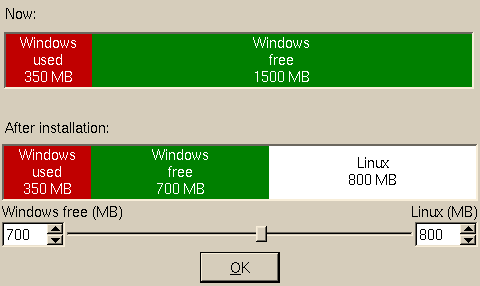 Now:
Windows used 350 MB
Windows free 1500 MB
After installation:
Windows used 350 MB
Windows free 700 MB
Linux 800 MB
Windows free (MB)
Linux (MB)
700
800
OK